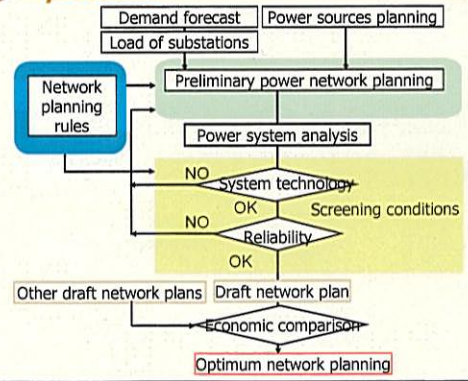 Demand forecast
Power sources planning
Load of substations
Network
planning
rules
Preliminary power network planning
Power system analysis
NO
System technology
OK
Screening conditions
NO
Reliability
OK
Other draft network plans
Draft network plan
Economic comparison
Optimum network planning